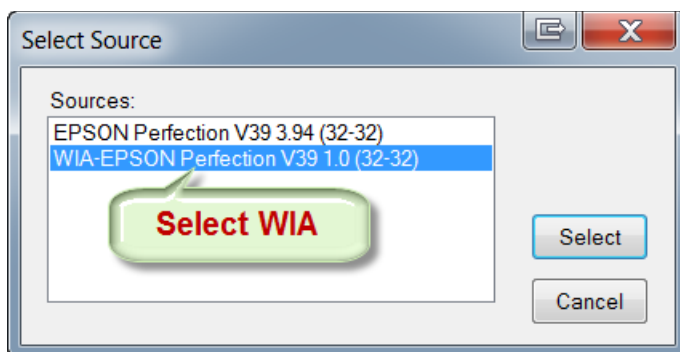 Select Source
X
Sources:
EPSON Perfection V39 3.94 (32-32)
WIA-EPSON Perfection V39 1.0 (32-32)
Select WIA
Select
Cancel